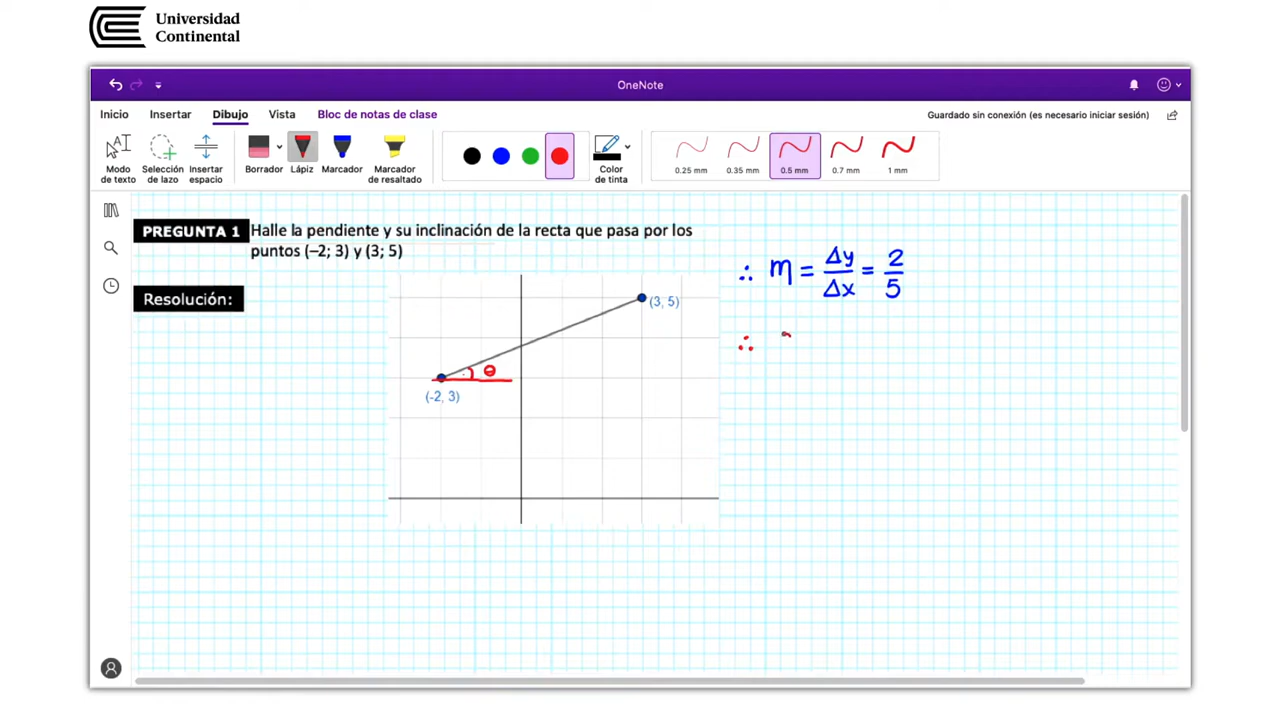 Universidad
Continental
OneNote
Inicio Insertar Dibujo Vista Bloc de notas de clase
Guardado sin conexión (es necesario iniciar sesión)
Modo de texto
Selección de lazo
Insertar espacio
Borrador
Lápiz
Marcador
Marcador de resaltado
Color de tinta
0.25 mm
0.35 mm
0.5 mm
0.7 mm
1 mm
PREGUNTA 1 Halle la pendiente y su inclinación de la recta que pasa por los
puntos (–2; 3) y (3; 5)
Resolución:
(3, 5)
θ
(-2, 3)
∴ m = Δy/Δx = 2/5
∴